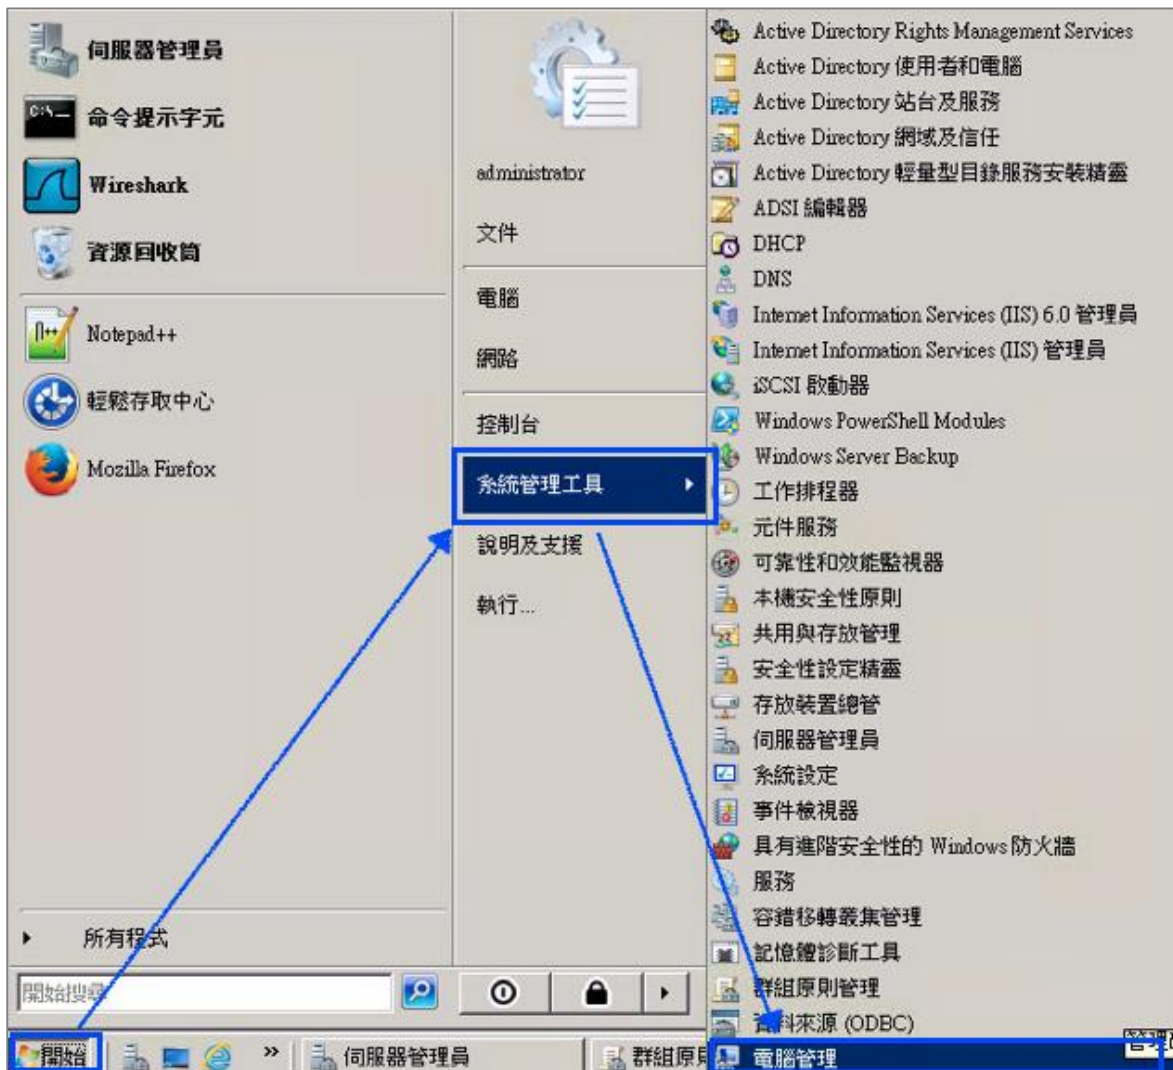 伺服器管理員
命令提示字元
Wireshark
資源回收筒
Notepad++
輕鬆存取中心
Mozilla Firefox
所有程式
開始搜尋
administrator
文件
電腦
網路
控制台
系統管理工具
說明及支援
執行...
Active Directory Rights Management Services
Active Directory 使用者和電腦
Active Directory 站台及服務
Active Directory 網域及信任
Active Directory 輕量型目錄服務安裝精靈
ADSI 編輯器
DHCP
DNS
Internet Information Services (IIS) 6.0 管理員
Internet Information Services (IIS) 管理員
iSCSI 啟動器
Windows PowerShell Modules
Windows Server Backup
工作排程器
元件服務
可靠性和效能監視器
本機安全性原則
共用與存放管理
安全性設定精靈
存放裝置總管
伺服器管理員
系統設定
事件檢視器
具有進階安全性的 Windows 防火牆
服務
容錯移轉叢集管理
記憶體診斷工具
群組原則管理
資料來源 (ODBC)
電腦管理
開始
伺服器管理員
群組原
管理